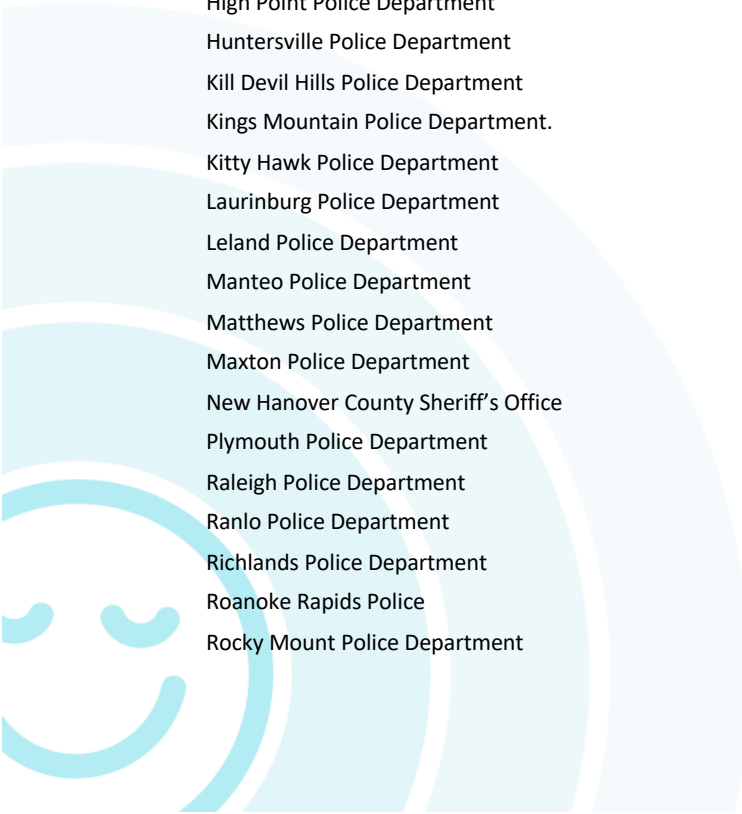 High Point Police Department
Huntersville Police Department
Kill Devil Hills Police Department
Kings Mountain Police Department.
Kitty Hawk Police Department
Laurinburg Police Department
Leland Police Department
Manteo Police Department
Matthews Police Department
Maxton Police Department
New Hanover County Sheriff’s Office
Plymouth Police Department
Raleigh Police Department
Ranlo Police Department
Richlands Police Department
Roanoke Rapids Police
Rocky Mount Police Department